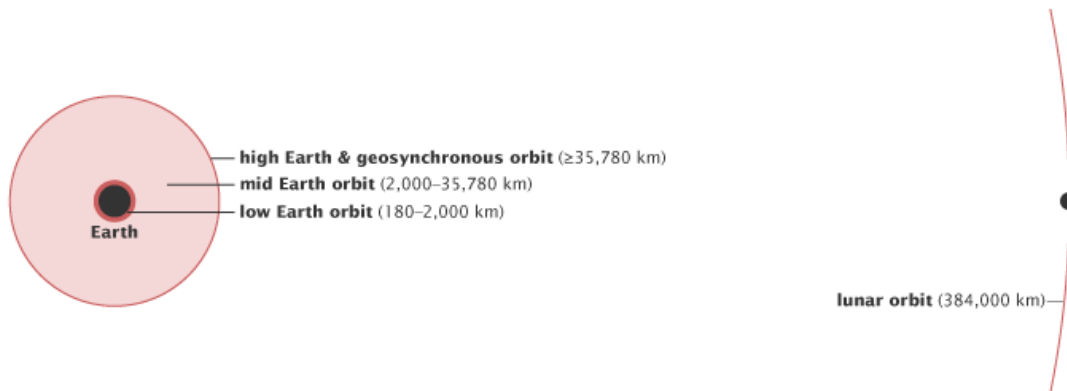 high Earth & geosynchronous orbit (≥35,780 km)
mid Earth orbit (2,000–35,780 km)
low Earth orbit (180–2,000 km)
Earth
lunar orbit (384,000 km)